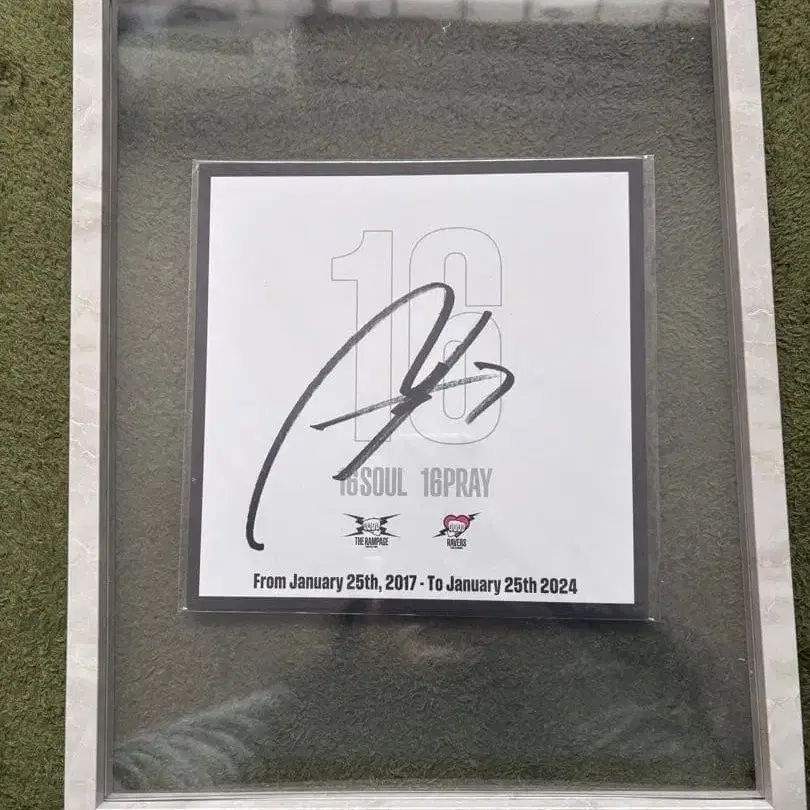 16
16SOUL 16PRAY
THE RAMPAGE
RAVERS
From January 25th, 2017 - To January 25th 2024